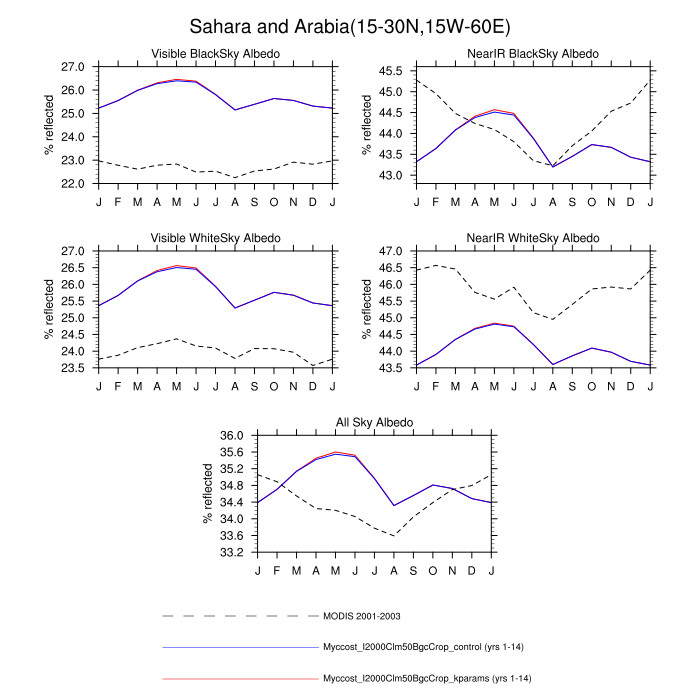 Sahara and Arabia(15-30N,15W-60E)
Visible BlackSky Albedo
% reflected
27.0
26.0
25.0
24.0
23.0
22.0
J F M A M J J A S O N D J
NearIR BlackSky Albedo
% reflected
45.5
45.0
44.5
44.0
43.5
43.0
J F M A M J J A S O N D J
Visible WhiteSky Albedo
% reflected
27.0
26.5
26.0
25.5
25.0
24.5
24.0
23.5
J F M A M J J A S O N D J
NearIR WhiteSky Albedo
% reflected
47.0
46.5
46.0
45.5
45.0
44.5
44.0
43.5
J F M A M J J A S O N D J
All Sky Albedo
% reflected
36.0
35.6
35.2
34.8
34.4
34.0
33.6
33.2
J F M A M J J A S O N D J
MODIS 2001-2003
Myccost_I2000Clm50BgcCrop_control (yrs 1-14)
Myccost_I2000Clm50BgcCrop_kparams (yrs 1-14)